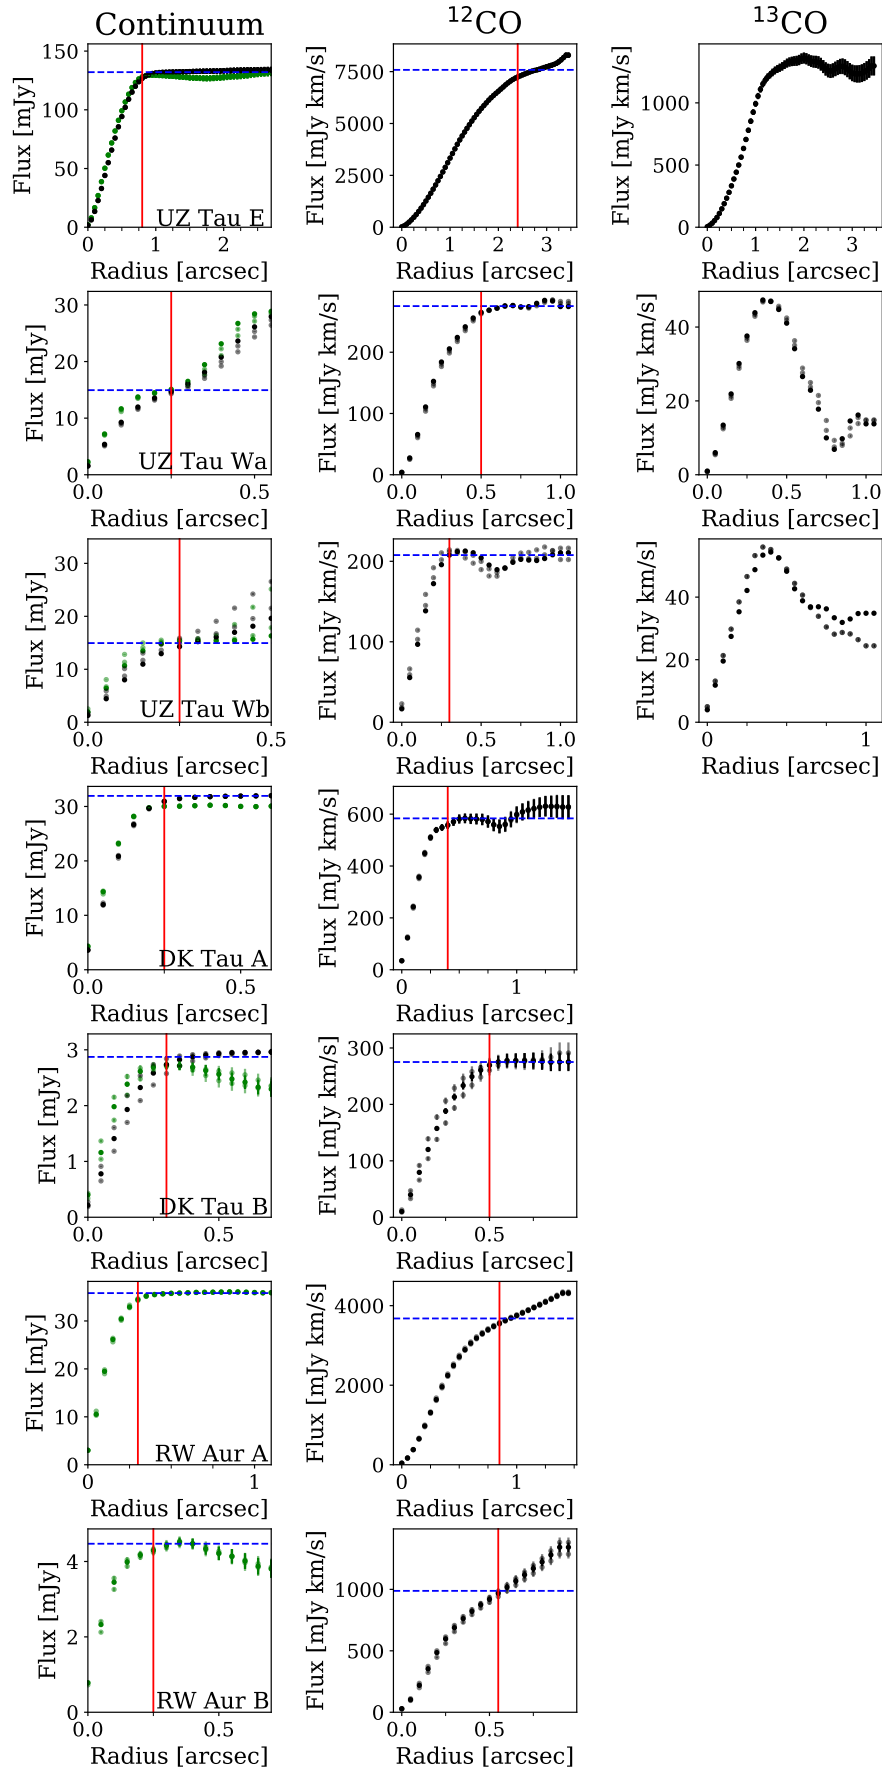 Continuum
¹²CO
¹³CO
Flux [mJy]
150
100
50
0
UZ Tau E
0 1 2
Radius [arcsec]
Flux [mJy km/s]
7500
5000
2500
0
0 1 2 3
Radius [arcsec]
Flux [mJy km/s]
1000
500
0
0 1 2 3
Radius [arcsec]
Flux [mJy]
30
20
10
0
UZ Tau Wa
0.0 0.5
Radius [arcsec]
Flux [mJy km/s]
200
100
0
0.0 0.5 1.0
Radius [arcsec]
Flux [mJy km/s]
40
20
0
0.0 0.5 1.0
Radius [arcsec]
Flux [mJy]
30
20
10
0
UZ Tau Wb
0.0 0.5
Radius [arcsec]
Flux [mJy km/s]
200
100
0
0.0 0.5 1.0
Radius [arcsec]
Flux [mJy km/s]
40
20
0
0 1
Radius [arcsec]
Flux [mJy]
30
20
10
0
DK Tau A
0.0 0.5
Radius [arcsec]
Flux [mJy km/s]
600
400
200
0
0 1
Radius [arcsec]
Flux [mJy]
3
2
1
0
DK Tau B
0.0 0.5
Radius [arcsec]
Flux [mJy km/s]
300
200
100
0
0.0 0.5
Radius [arcsec]
Flux [mJy]
30
20
10
0
RW Aur A
0 1
Radius [arcsec]
Flux [mJy km/s]
4000
2000
0
0 1
Radius [arcsec]
Flux [mJy]
4
2
0
RW Aur B
0.0 0.5
Radius [arcsec]
Flux [mJy km/s]
1000
500
0
0.0 0.5
Radius [arcsec]